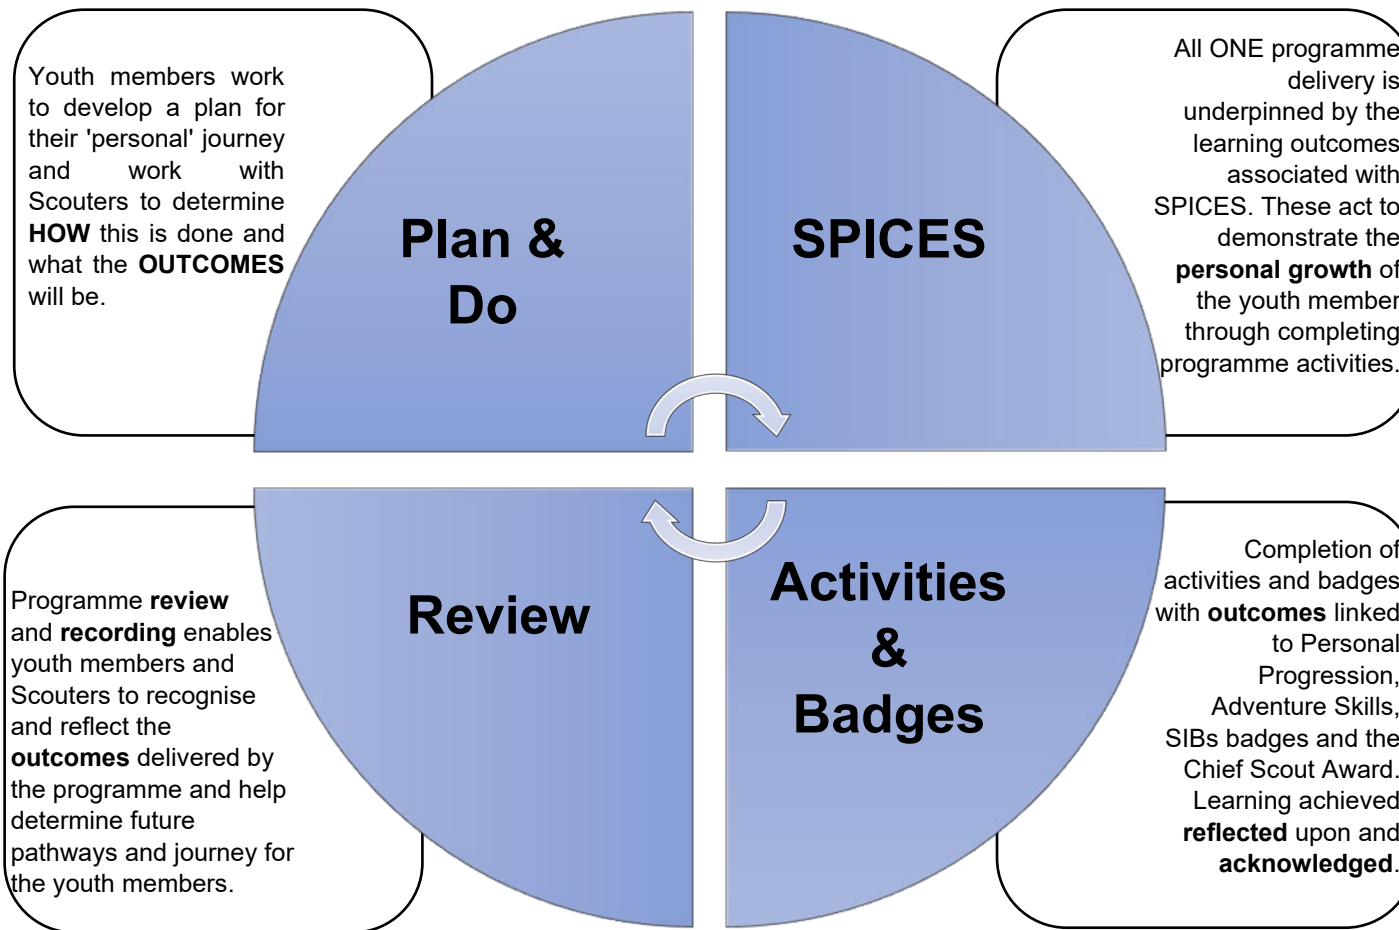 Youth members work
to develop a plan for
their 'personal' journey
and work with
Scouters to determine
HOW this is done and
what the OUTCOMES
will be.
Plan &
Do
SPICES
All ONE programme
delivery is
underpinned by the
learning outcomes
associated with
SPICES. These act to
demonstrate the
personal growth of
the youth member
through completing
programme activities.
Programme review
and recording enables
youth members and
Scouters to recognise
and reflect the
outcomes delivered by
the programme and help
determine future
pathways and journey for
the youth members.
Review
Activities
&
Badges
Completion of
activities and badges
with outcomes linked
to Personal
Progression,
Adventure Skills,
SIBs badges and the
Chief Scout Award.
Learning achieved
reflected upon and
acknowledged.